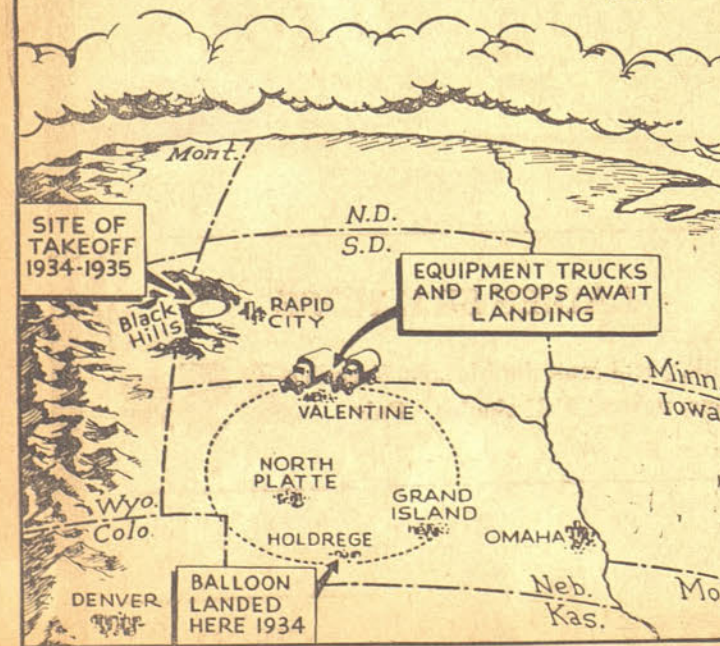 Mont.
N.D.
S.D.
SITE OF
TAKEOFF
1934-1935
Black
Hills
RAPID
CITY
EQUIPMENT TRUCKS
AND TROOPS AWAIT
LANDING
Minn
Iowa
VALENTINE
NORTH
PLATTE
GRAND
ISLAND
Wyo.
Colo.
HOLDREGE
OMAHA
BALLOON
LANDED
HERE 1934
DENVER
Neb.
Kas.
Mo